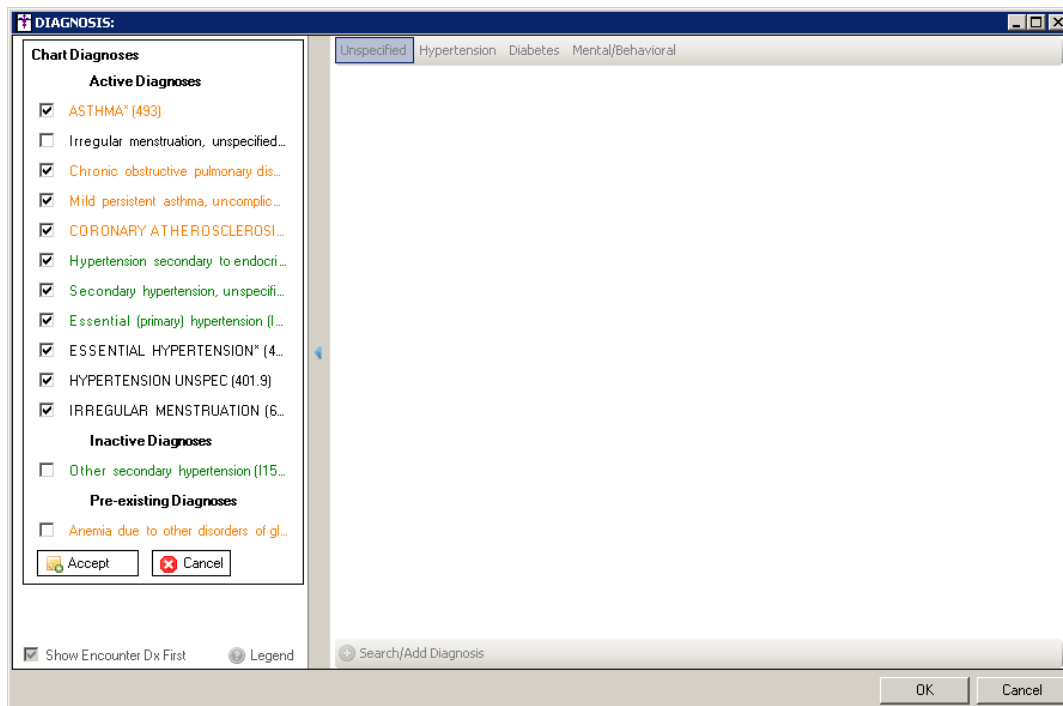 DIAGNOSIS:
Chart Diagnoses
Active Diagnoses
ASTHMA* (493)
Irregular menstruation, unspecified...
Chronic obstructive pulmonary dis...
Mild persistent asthma, uncomplic...
CORONARY ATHEROSCLEROSI...
Hypertension secondary to endocri...
Secondary hypertension, unspecifi...
Essential (primary) hypertension (I...
ESSENTIAL HYPERTENSION* (4...
HYPERTENSION UNSPEC (401.9)
IRREGULAR MENSTRUATION (6...
Inactive Diagnoses
Other secondary hypertension (I15...
Pre-existing Diagnoses
Anemia due to other disorders of gl...
Accept Cancel
Show Encounter Dx First Legend
Unspecified Hypertension Diabetes Mental/Behavioral
Search/Add Diagnosis
OK Cancel